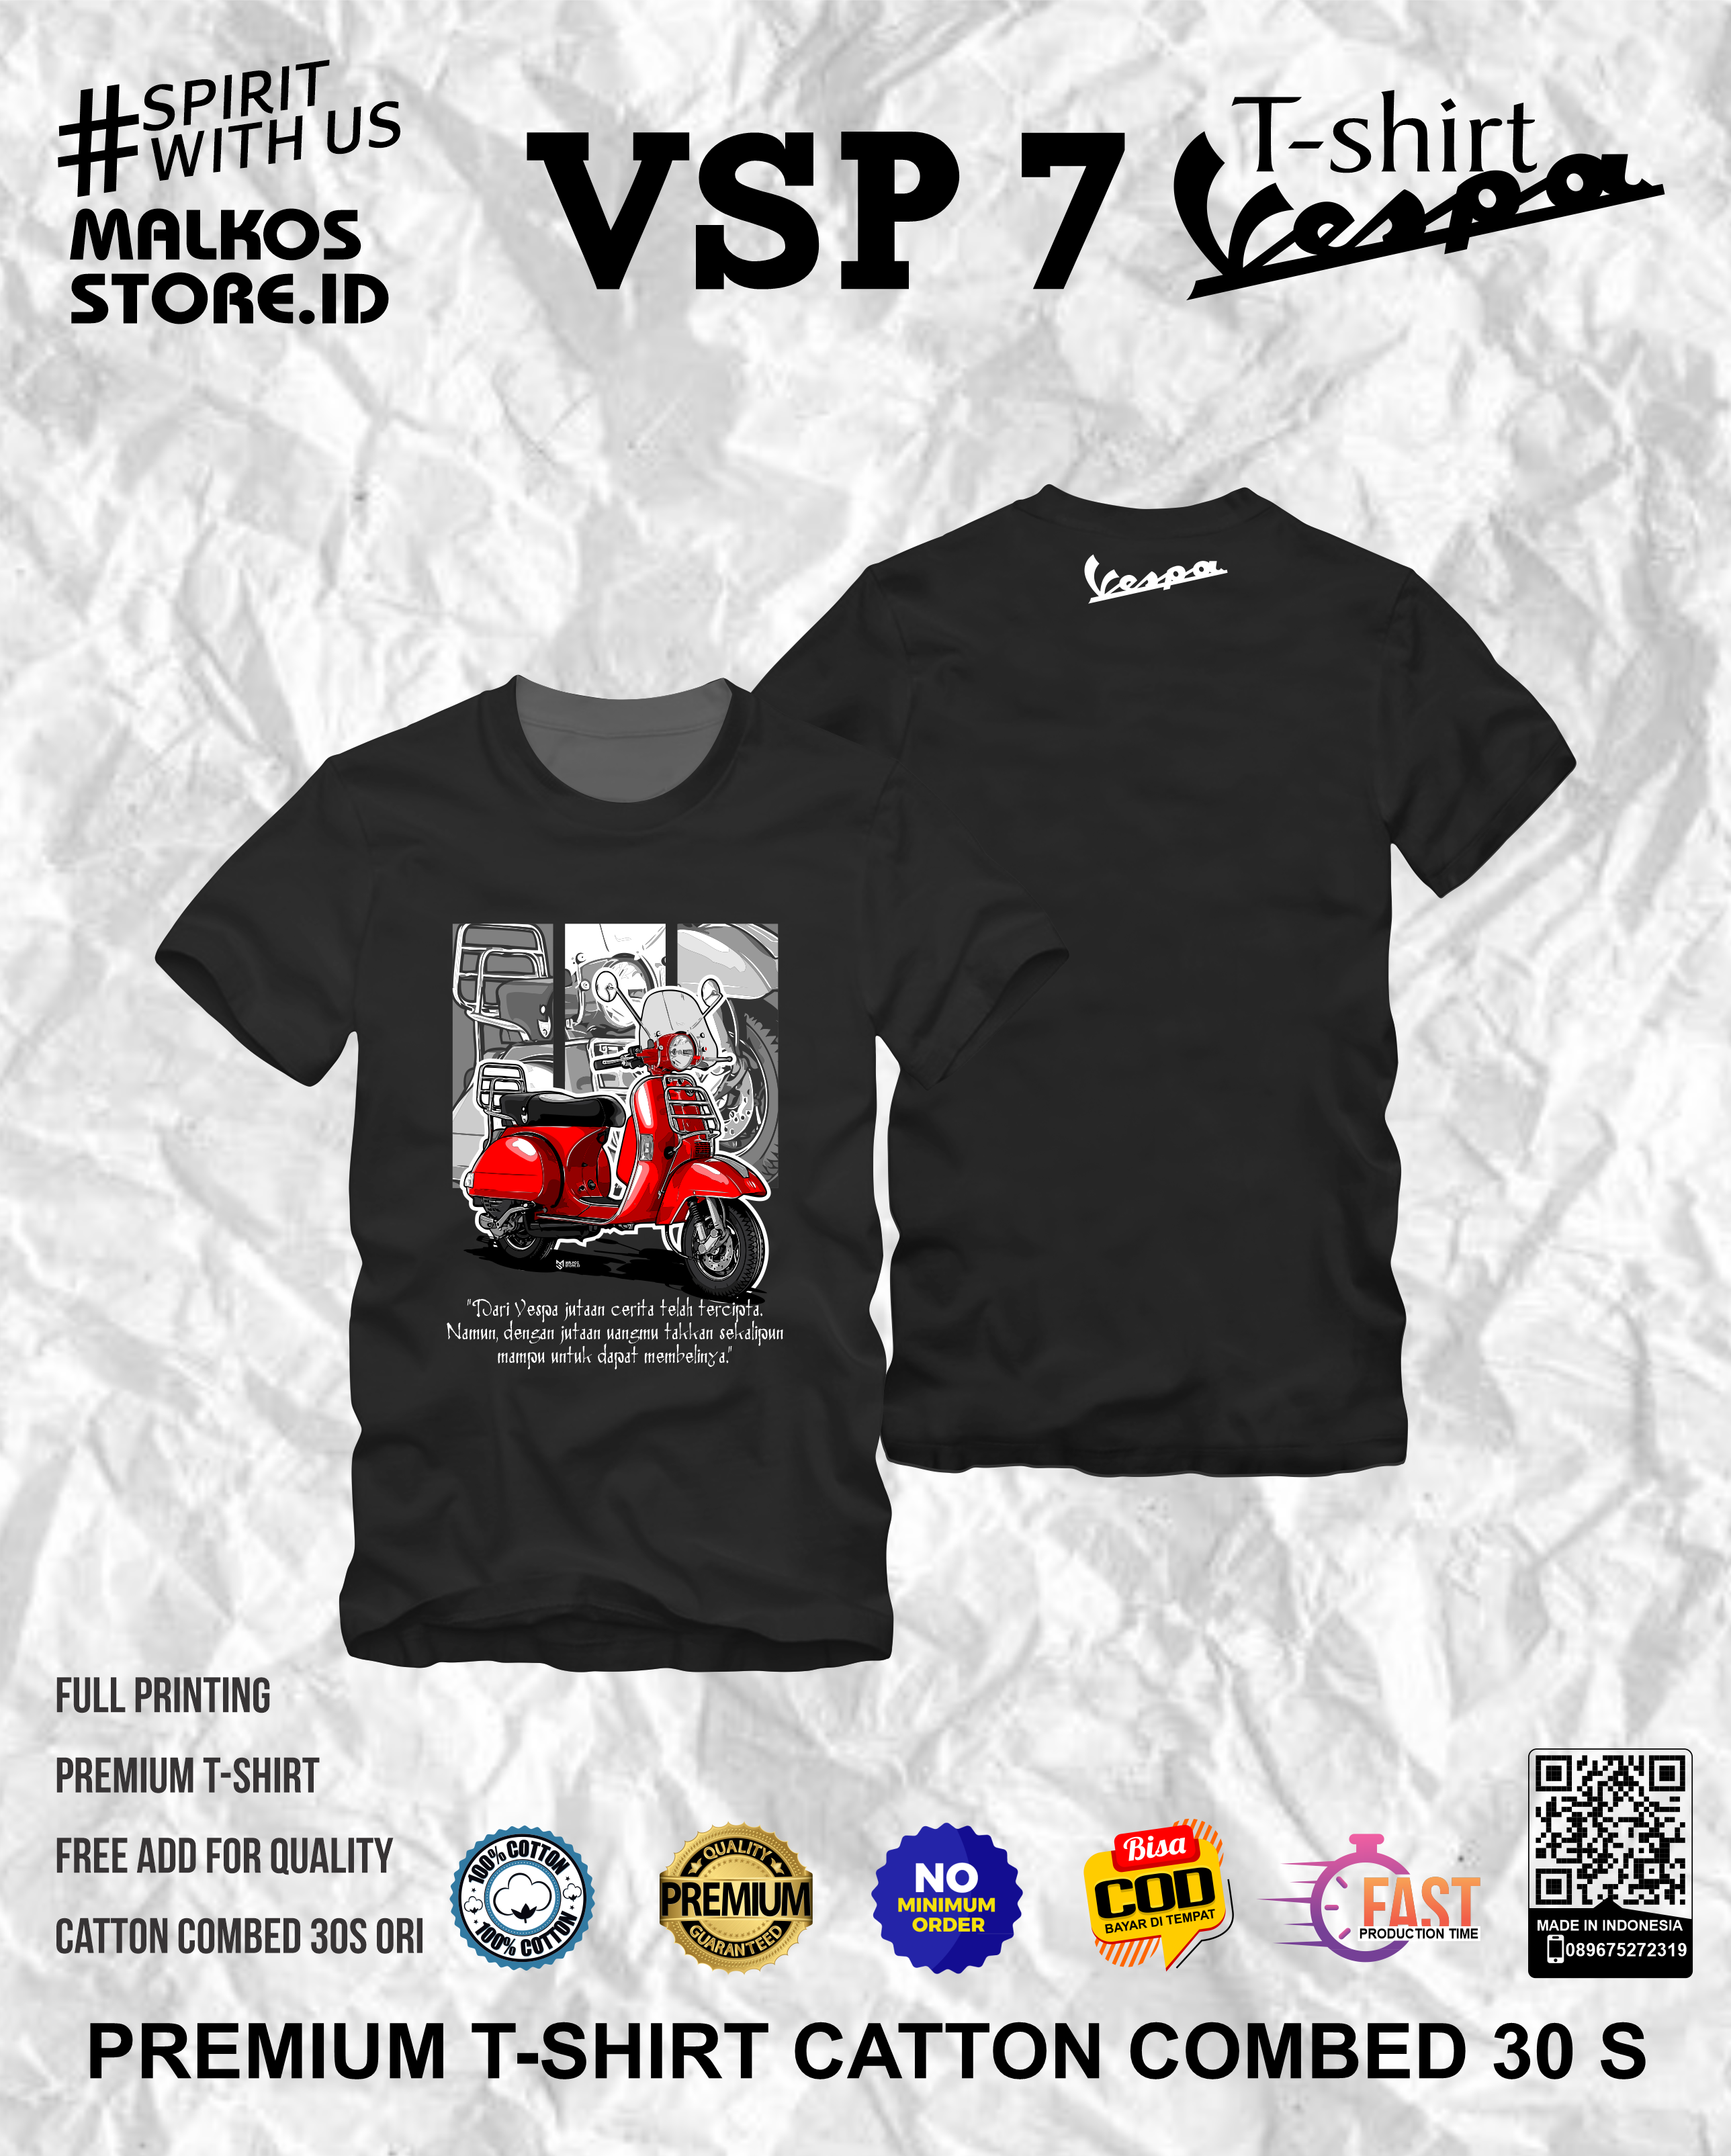 #SPIRIT
WITH US
MALKOS
STORE.ID
VSP 7
T-shirt
Vespa
Vespa
MALKOS
STORE.ID
"Dari Vespa jutaan cerita telah tercipta.
Namun, dengan jutaan uangmu takkan sekalipun
mampu untuk dapat membelinya."
FULL PRINTING
PREMIUM T-SHIRT
FREE ADD FOR QUALITY
CATTON COMBED 30S ORI
100% COTTON
100% COTTON
QUALITY
PREMIUM
GUARANTEED
NO
MINIMUM
ORDER
Bisa
COD
BAYAR DI TEMPAT
FAST
PRODUCTION TIME
MADE IN INDONESIA
089675272319
PREMIUM T-SHIRT CATTON COMBED 30 S